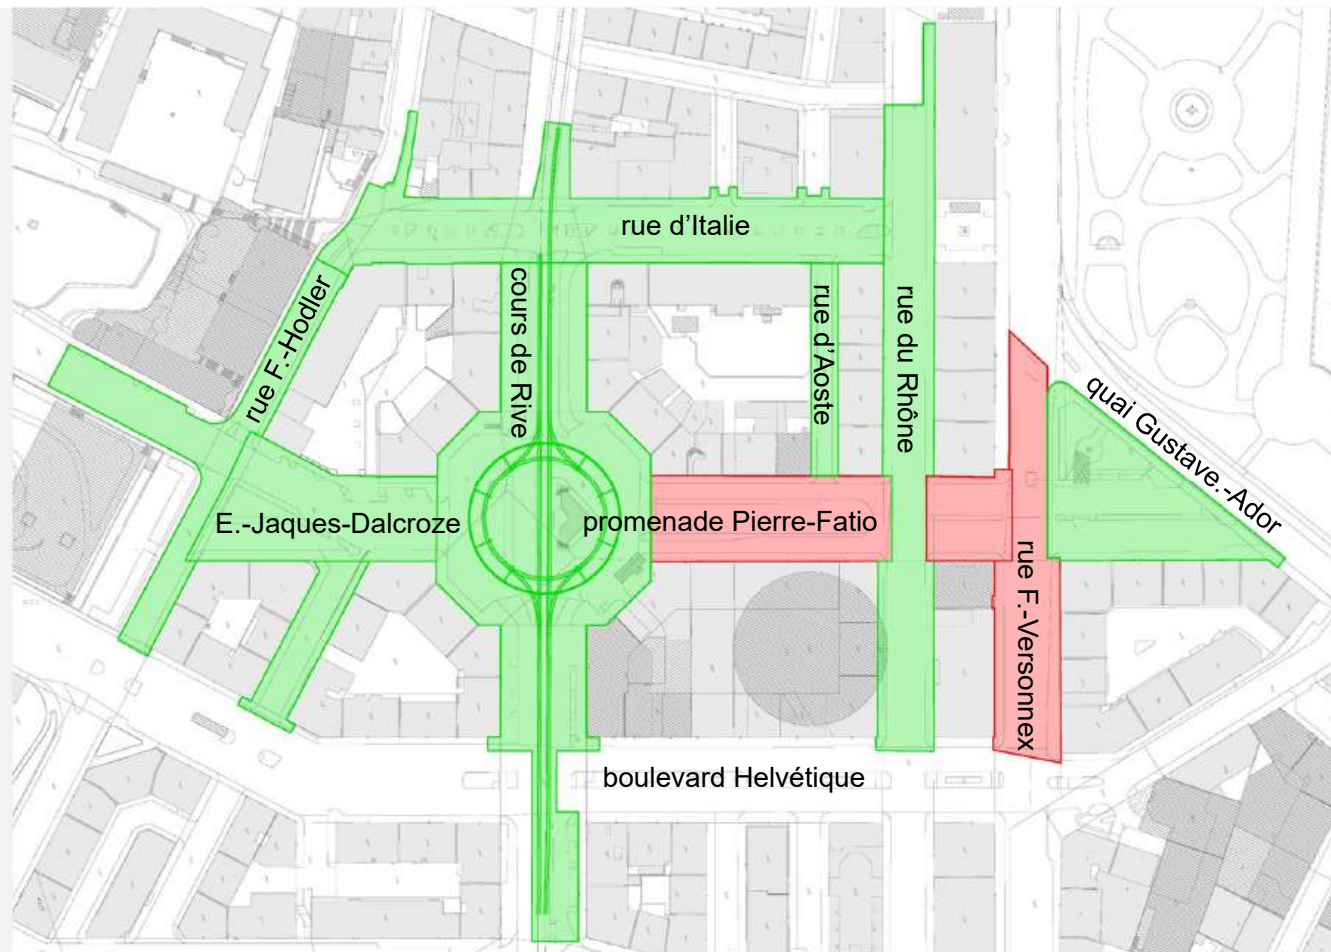 rue d'Italie
rue F.-Hodler
cours de Rive
rue d'Aoste
rue du Rhône
quai Gustave.-Ador
E.-Jaques-Dalcroze
promenade Pierre-Fatio
rue F.-Versonnex
boulevard Helvétique